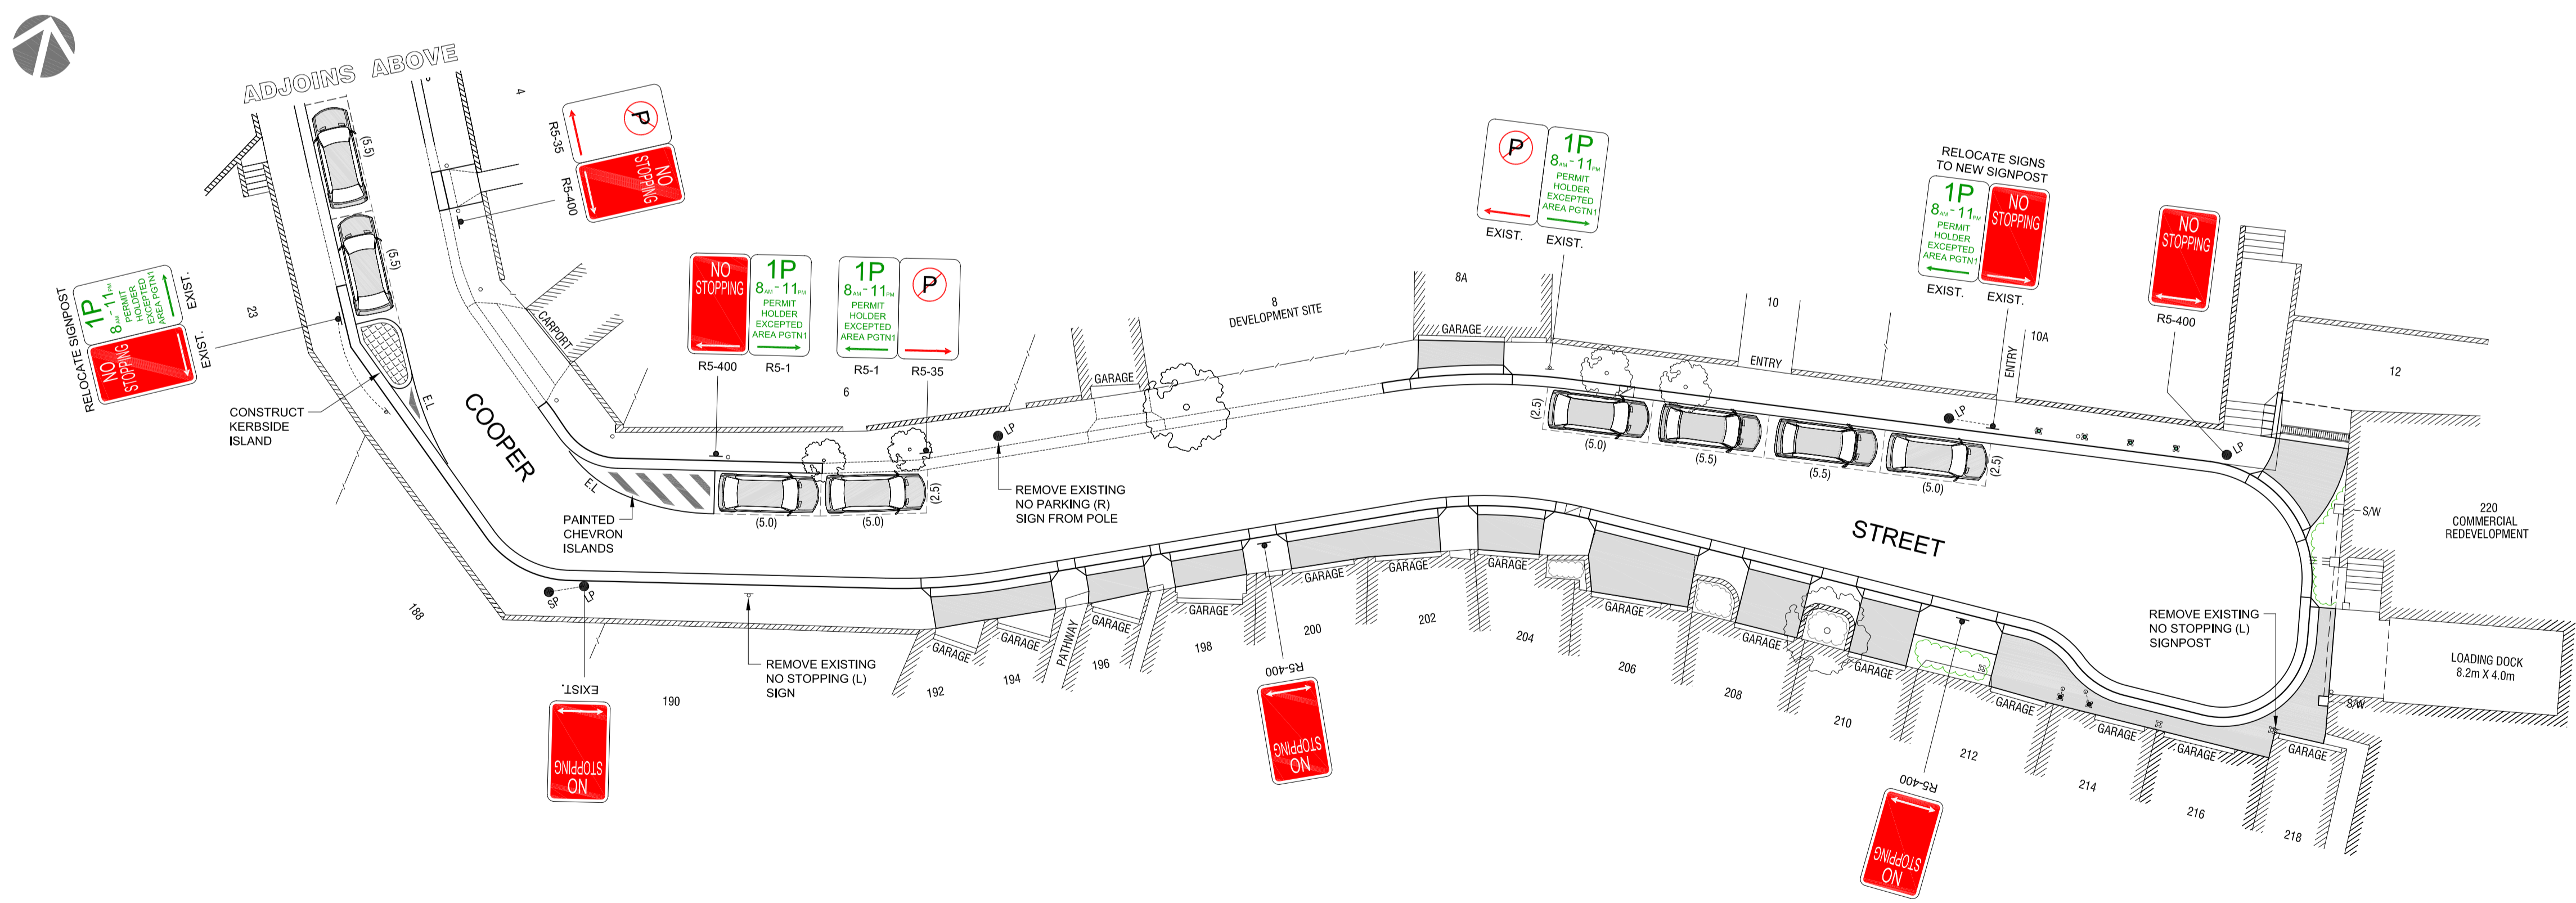 ADJOINS ABOVE
4
R5-35
P
NO
STOPPING
R5-400
(5.5)
(5.5)
RELOCATE SIGNPOST
1P
8AM-11PM
PERMIT
HOLDER
EXCEPTED
AREA PGTN1
EXIST.
NO
STOPPING
EXIST.
23
CONSTRUCT
KERBSIDE
ISLAND
E.L
COOPER
CARPORT
NO
STOPPING
R5-400
1P
8AM-11PM
PERMIT
HOLDER
EXCEPTED
AREA PGTN1
R5-1
1P
8AM-11PM
PERMIT
HOLDER
EXCEPTED
AREA PGTN1
R5-1
P
R5-35
6
E.L
PAINTED
CHEVRON
ISLANDS
(5.0)
(5.0)
(2.5)
LP
REMOVE EXISTING
NO PARKING (R)
SIGN FROM POLE
GARAGE
8
DEVELOPMENT SITE
8A
GARAGE
P
EXIST.
1P
8AM-11PM
PERMIT
HOLDER
EXCEPTED
AREA PGTN1
EXIST.
10
ENTRY
(2.5)
(5.0)
(5.5)
(5.5)
(5.0)
(2.5)
LP
RELOCATE SIGNS
TO NEW SIGNPOST
1P
8AM-11PM
PERMIT
HOLDER
EXCEPTED
AREA PGTN1
EXIST.
NO
STOPPING
EXIST.
ENTRY
10A
NO
STOPPING
R5-400
LP
12
STREET
S/W
220
COMMERCIAL
REDEVELOPMENT
REMOVE EXISTING
NO STOPPING (L)
SIGNPOST
LOADING DOCK
8.2m X 4.0m
S/W
188
SP
LP
EXIST.
NO
STOPPING
190
REMOVE EXISTING
NO STOPPING (L)
SIGN
GARAGE
192
GARAGE
194
PATHWAY
GARAGE
196
GARAGE
198
R5-400
NO
STOPPING
GARAGE
200
GARAGE
202
GARAGE
204
GARAGE
206
GARAGE
208
GARAGE
210
R5-400
NO
STOPPING
212
GARAGE
214
GARAGE
216
GARAGE
218
GARAGE